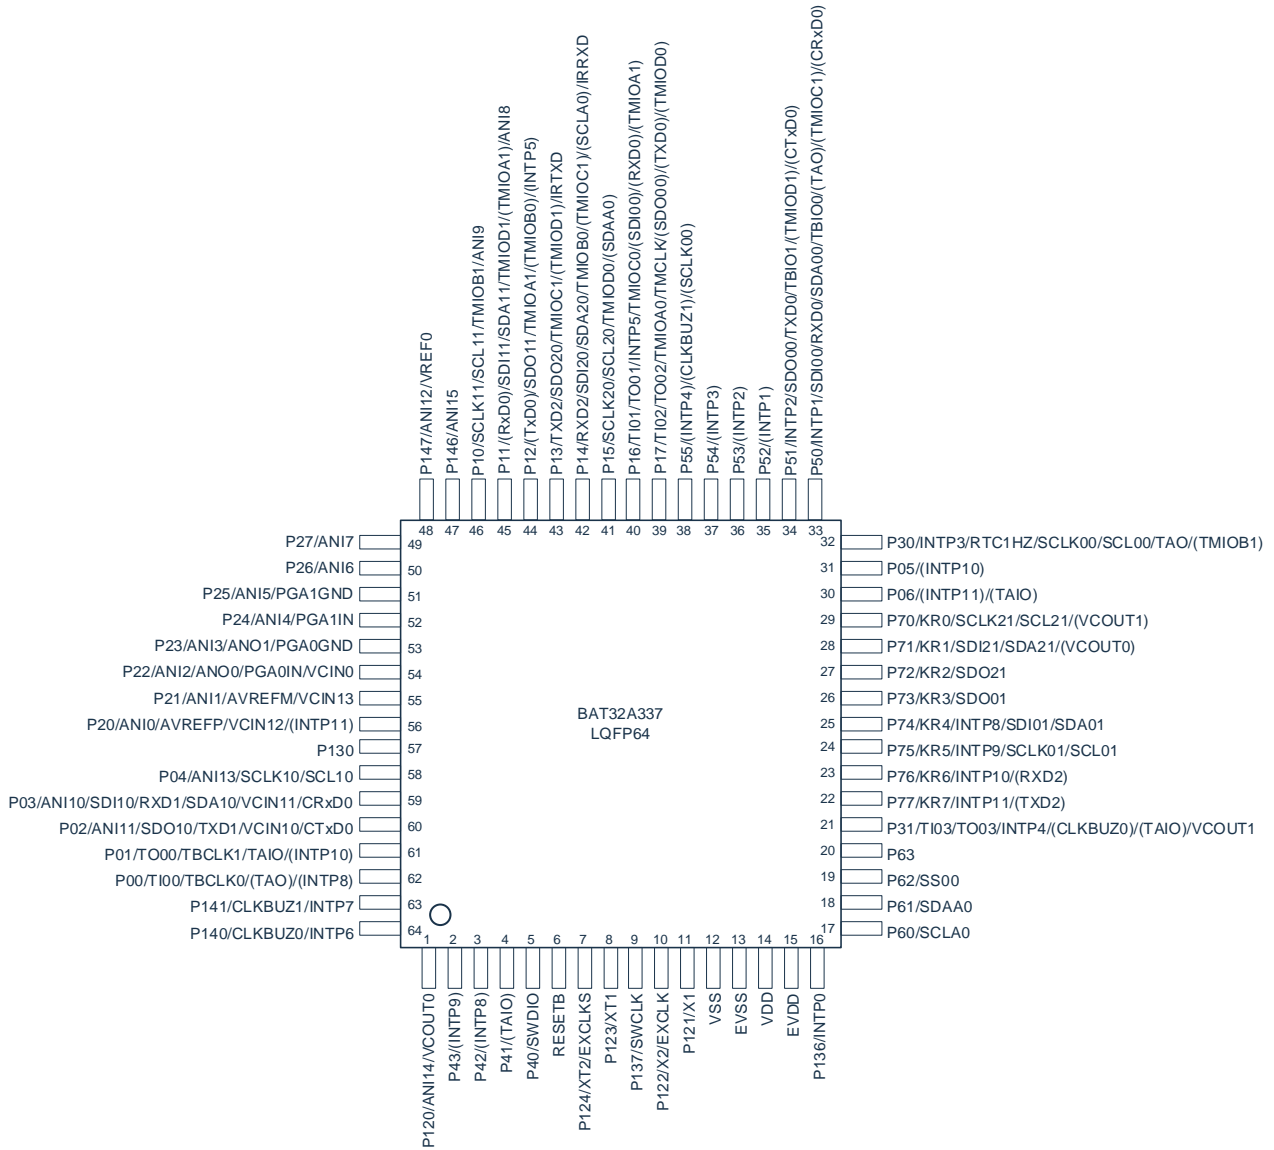 P147/ANI12/VREF0
P146/ANI15
P10/SCLK11/SCL11/TMIOB1/ANI9
P11/(RxD0)/SDI11/SDA11/TMIOD1/(TMIOA1)/ANI8
P12/(TxD0)/SDO11/TMIOA1/(TMIOB0)/(INTP5)
P13/TXD2/SDO20/TMIOC1/(TMIOD1)/IRTXD
P14/RXD2/SDI20/SDA20/TMIOB0/(TMIOC1)/(SCLA0)/IRRXD
P15/SCLK20/SCL20/TMIOD0/(SDAA0)
P16/TI01/TO01/INTP5/TMIOC0/(SDI00)/(RXD0)/(TMIOA1)
P17/TI02/TO02/TMIOA0/TMCLK/(SDO00)/(TXD0)/(TMIOD0)
P55/(INTP4)/(CLKBUZ1)/(SCLK00)
P54/(INTP3)
P53/(INTP2)
P52/(INTP1)
P51/INTP2/SDO00/TXD0/TBIO1/(TMIOD1)/(CTxD0)
P50/INTP1/SDI00/RXD0/SDA00/TBIO0/(TAO)/(TMIOC1)/(CRxD0)
48 47 46 45 44 43 42 41 40 39 38 37 36 35 34 33
P27/ANI7 49
P26/ANI6 50
P25/ANI5/PGA1GND 51
P24/ANI4/PGA1IN 52
P23/ANI3/ANO1/PGA0GND 53
P22/ANI2/ANO0/PGA0IN/VCIN0 54
P21/ANI1/AVREFM/VCIN13 55
P20/ANI0/AVREFP/VCIN12/(INTP11) 56
P130 57
P04/ANI13/SCLK10/SCL10 58
P03/ANI10/SDI10/RXD1/SDA10/VCIN11/CRxD0 59
P02/ANI11/SDO10/TXD1/VCIN10/CTxD0 60
P01/TO00/TBCLK1/TAIO/(INTP10) 61
P00/TI00/TBCLK0/(TAO)/(INTP8) 62
P141/CLKBUZ1/INTP7 63
P140/CLKBUZ0/INTP6 64
BAT32A337
LQFP64
32 P30/INTP3/RTC1HZ/SCLK00/SCL00/TAO/(TMIOB1)
31 P05/(INTP10)
30 P06/(INTP11)/(TAIO)
29 P70/KR0/SCLK21/SCL21/(VCOUT1)
28 P71/KR1/SDI21/SDA21/(VCOUT0)
27 P72/KR2/SDO21
26 P73/KR3/SDO01
25 P74/KR4/INTP8/SDI01/SDA01
24 P75/KR5/INTP9/SCLK01/SCL01
23 P76/KR6/INTP10/(RXD2)
22 P77/KR7/INTP11/(TXD2)
21 P31/TI03/TO03/INTP4/(CLKBUZ0)/(TAIO)/VCOUT1
20 P63
19 P62/SS00
18 P61/SDAA0
17 P60/SCLA0
1 2 3 4 5 6 7 8 9 10 11 12 13 14 15 16
P120/ANI14/VCOUT0
P43/(INTP9)
P42/(INTP8)
P41/(TAIO)
P40/SWDIO
RESETB
P124/XT2/EXCLKS
P123/XT1
P137/SWCLK
P122/X2/EXCLK
P121/X1
VSS
EVSS
VDD
EVDD
P136/INTP0